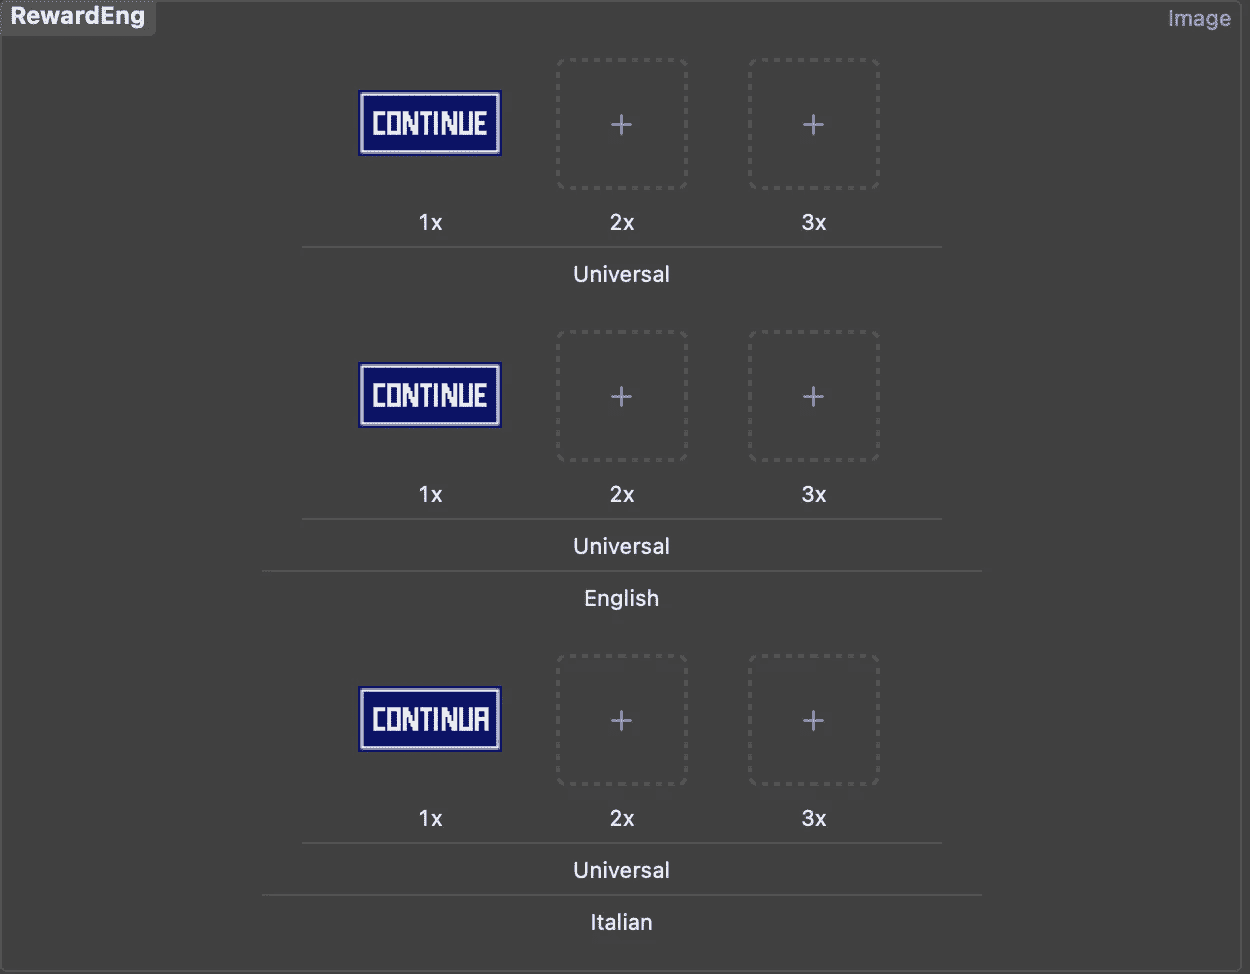 RewardEng
Image
CONTINUE
1x 2x 3x
Universal
CONTINUE
1x 2x 3x
Universal
English
CONTINUA
1x 2x 3x
Universal
Italian